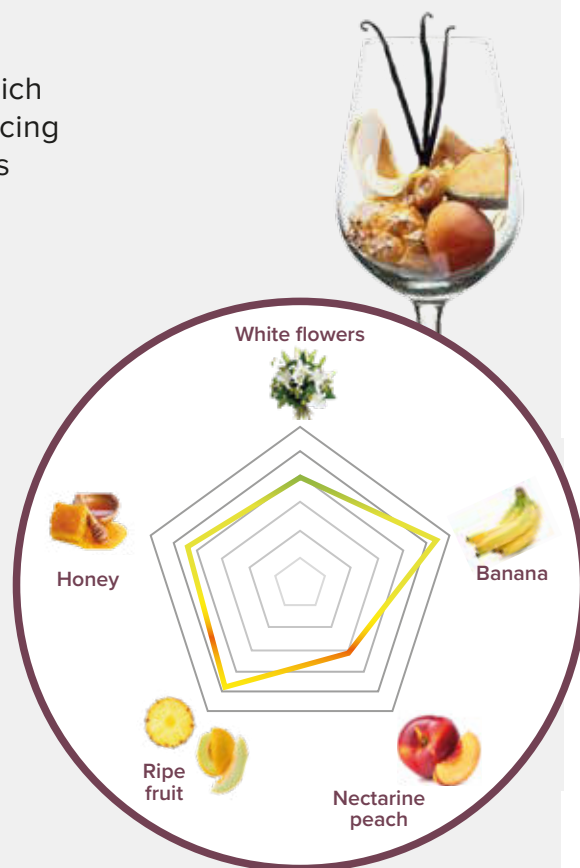 ich
cing
s
White flowers
Honey
Banana
Ripe
fruit
Nectarine
peach